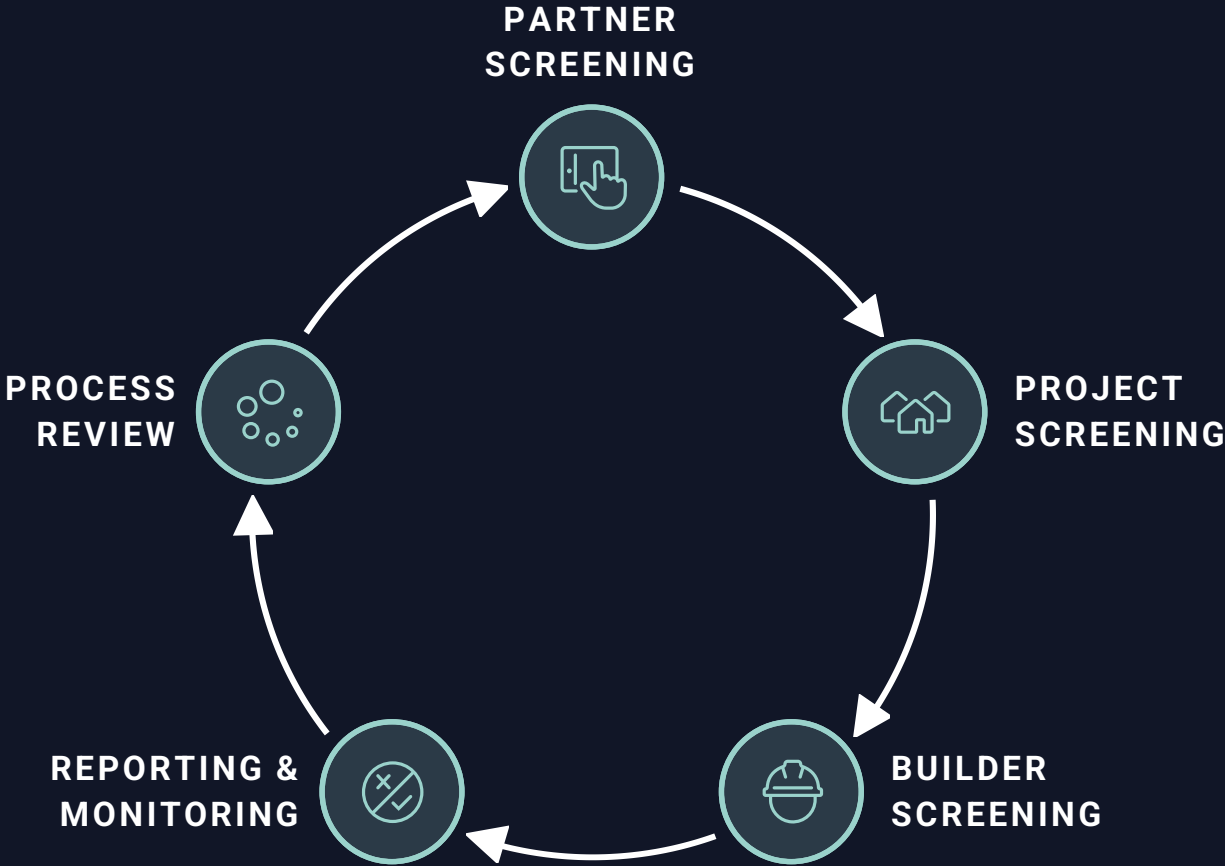 PARTNER
SCREENING
PROJECT
SCREENING
BUILDER
SCREENING
REPORTING &
MONITORING
PROCESS
REVIEW